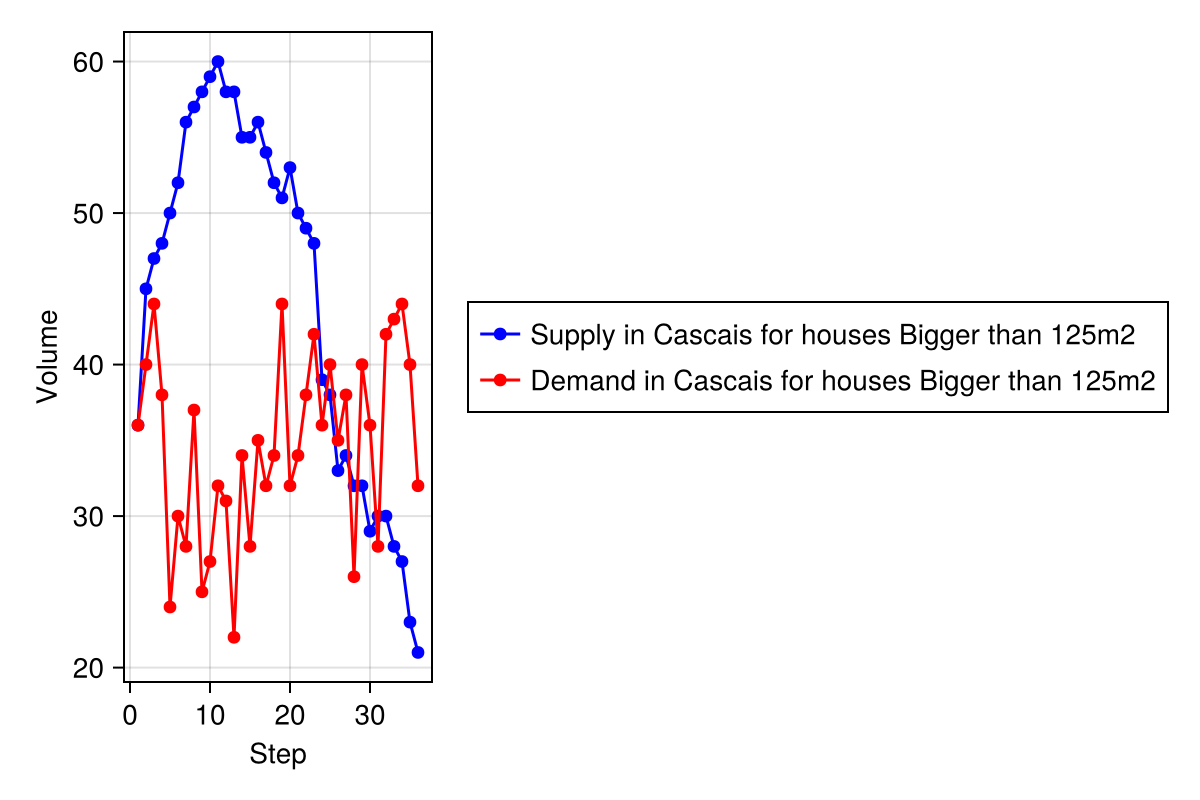 60
50
40
30
20
Volume
0 10 20 30
Step
Supply in Cascais for houses Bigger than 125m2
Demand in Cascais for houses Bigger than 125m2